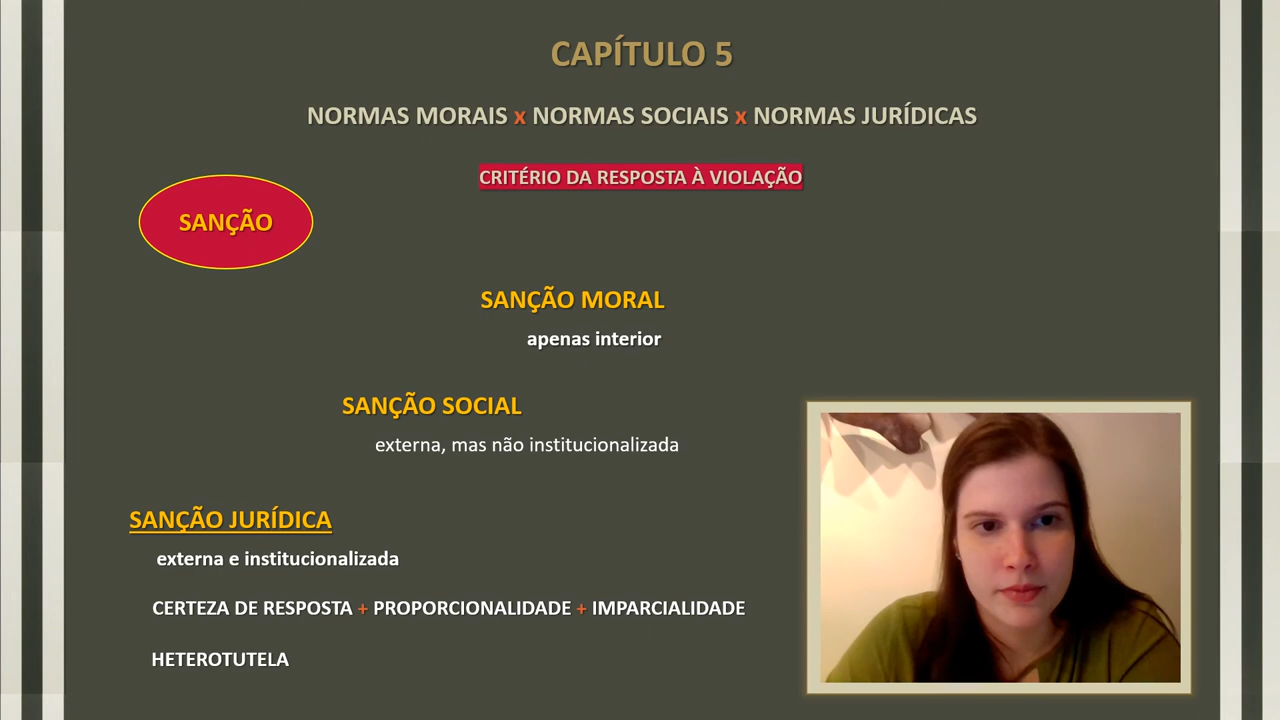 CAPÍTULO 5
NORMAS MORAIS x NORMAS SOCIAIS x NORMAS JURÍDICAS
CRITÉRIO DA RESPOSTA À VIOLAÇÃO
SANÇÃO
SANÇÃO MORAL
apenas interior
SANÇÃO SOCIAL
externa, mas não institucionalizada
SANÇÃO JURÍDICA
externa e institucionalizada
CERTEZA DE RESPOSTA + PROPORCIONALIDADE + IMPARCIALIDADE
HETEROTUTELA